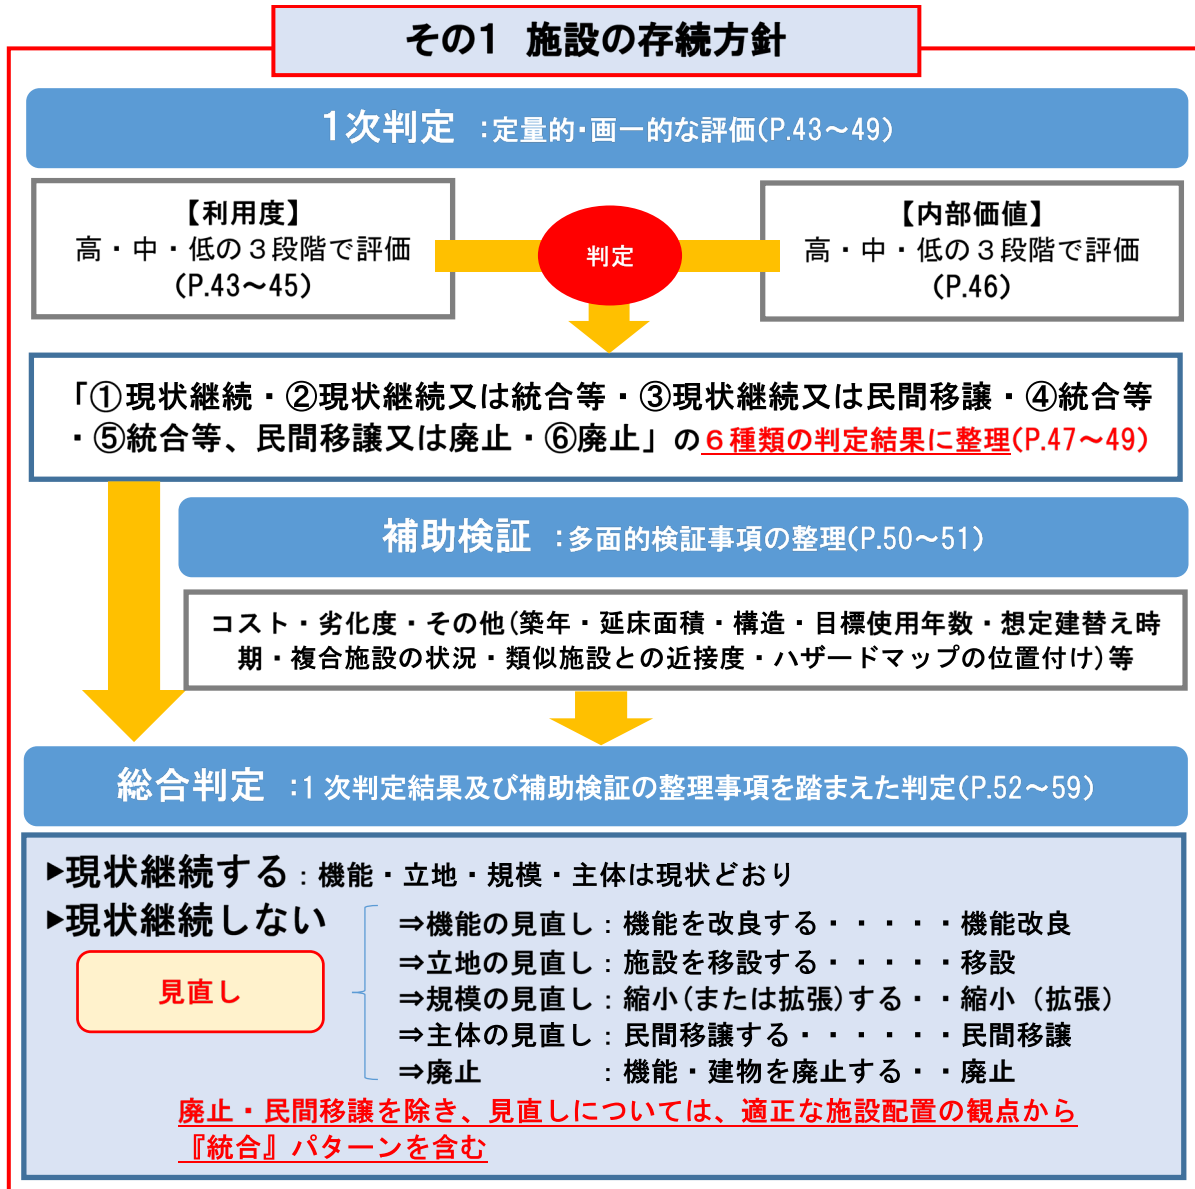 その1　施設の存続方針
1次判定 ：定量的・画一的な評価(P.43～49)
【利用度】
高・中・低の３段階で評価
(P.43～45)
判定
【内部価値】
高・中・低の３段階で評価
(P.46)
「①現状継続・②現状継続又は統合等・③現状継続又は民間移譲・④統合等
・⑤統合等、民間移譲又は廃止・⑥廃止」の６種類の判定結果に整理(P.47～49)
補助検証 ：多面的検証事項の整理(P.50～51)
コスト・劣化度・その他(築年・延床面積・構造・目標使用年数・想定建替え時
期・複合施設の状況・類似施設との近接度・ハザードマップの位置付け)等
総合判定 ：1次判定結果及び補助検証の整理事項を踏まえた判定(P.52～59)
▶現状継続する：機能・立地・規模・主体は現状どおり
▶現状継続しない
見直し
⇒機能の見直し：機能を改良する・・・・・機能改良
⇒立地の見直し：施設を移設する・・・・・移設
⇒規模の見直し：縮小(または拡張)する・・縮小（拡張）
⇒主体の見直し：民間移譲する・・・・・・民間移譲
⇒廃止　　　　：機能・建物を廃止する・・廃止
廃止・民間移譲を除き、見直しについては、適正な施設配置の観点から
『統合』パターンを含む